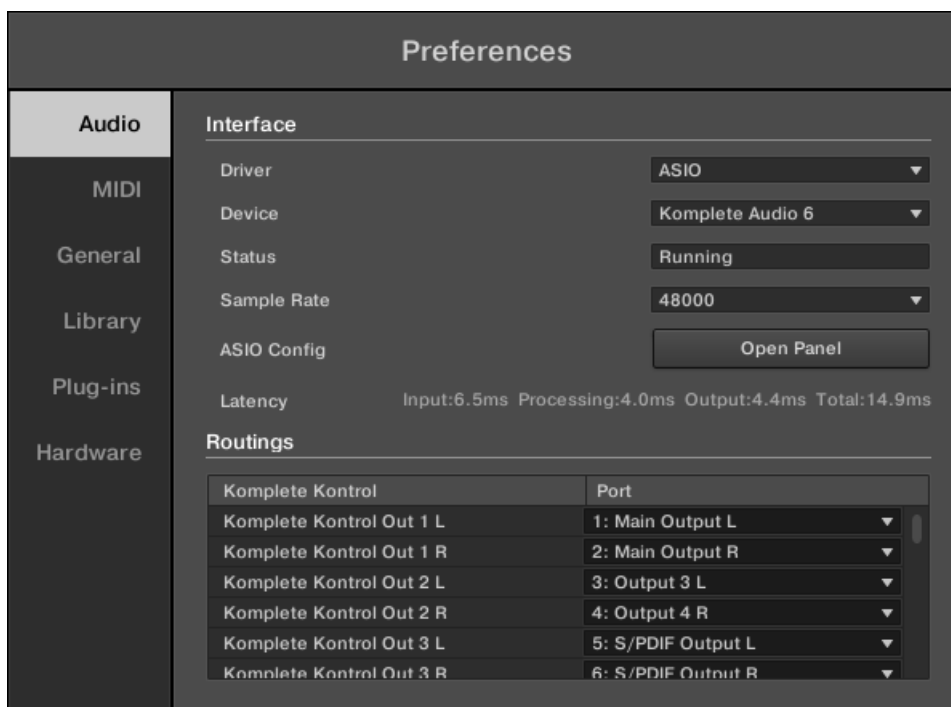 Preferences
Audio
MIDI
General
Library
Plug-ins
Hardware
Interface
Driver ASIO
Device Komplete Audio 6
Status Running
Sample Rate 48000
ASIO Config Open Panel
Latency Input:6.5ms Processing:4.0ms Output:4.4ms Total:14.9ms
Routings
Komplete Kontrol Port
Komplete Kontrol Out 1 L 1: Main Output L
Komplete Kontrol Out 1 R 2: Main Output R
Komplete Kontrol Out 2 L 3: Output 3 L
Komplete Kontrol Out 2 R 4: Output 4 R
Komplete Kontrol Out 3 L 5: S/PDIF Output L
Komplete Kontrol Out 3 R 6: S/PDIF Output R